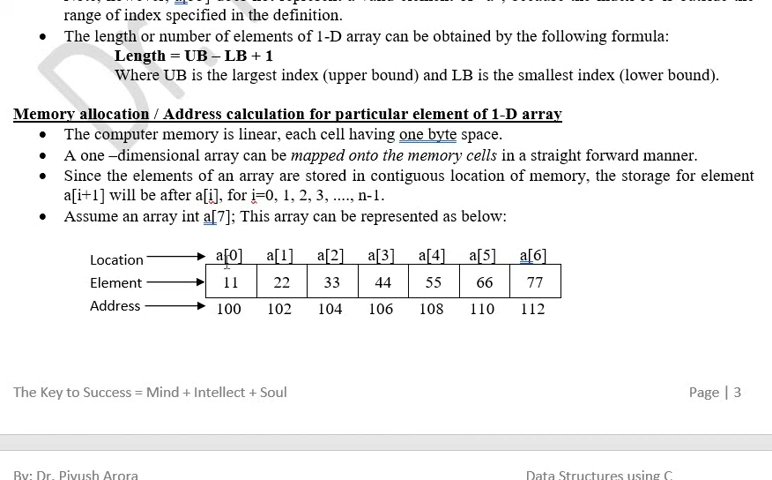 range of index specified in the definition.
• The length or number of elements of 1-D array can be obtained by the following formula:
Length = UB – LB + 1
Where UB is the largest index (upper bound) and LB is the smallest index (lower bound).
Memory allocation / Address calculation for particular element of 1-D array
• The computer memory is linear, each cell having one byte space.
• A one –dimensional array can be mapped onto the memory cells in a straight forward manner.
• Since the elements of an array are stored in contiguous location of memory, the storage for element
a[i+1] will be after a[i], for i=0, 1, 2, 3, ...., n-1.
• Assume an array int a[7]; This array can be represented as below:
Location a[0] a[1] a[2] a[3] a[4] a[5] a[6]
Element 11 22 33 44 55 66 77
Address 100 102 104 106 108 110 112
The Key to Success = Mind + Intellect + Soul Page | 3
By: Dr. Piyush Arora Data Structures using C